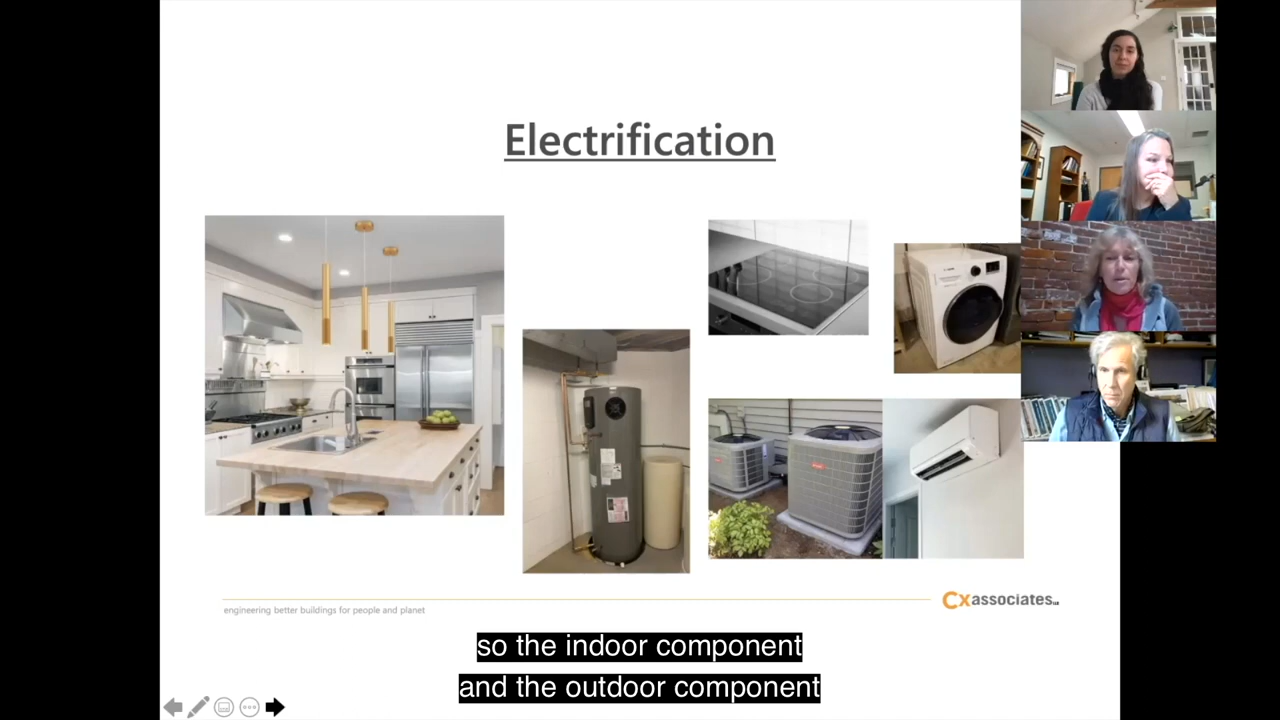 Electrification
engineering better buildings for people and planet
Cxassociates
so the indoor component
and the outdoor component